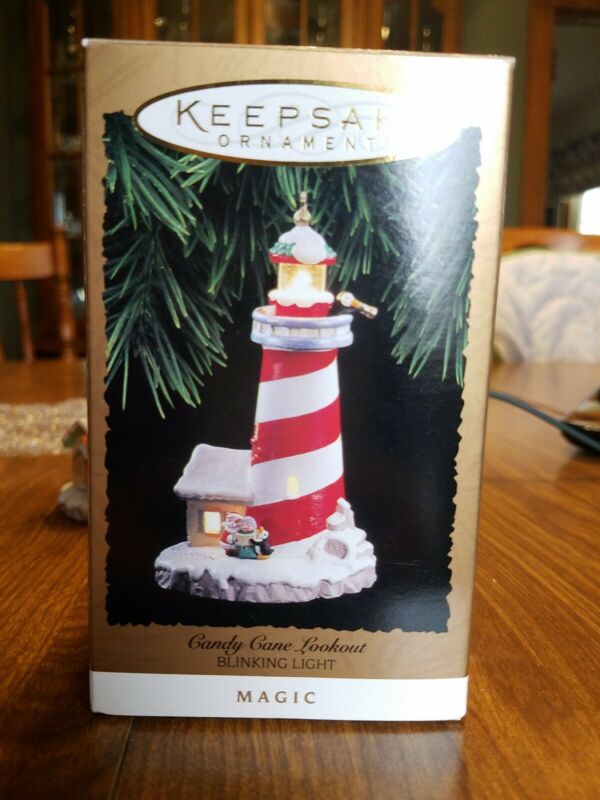 KEEPSAK
ORNAMENT
Candy Cane Lookout
BLINKING LIGHT
MAGIC